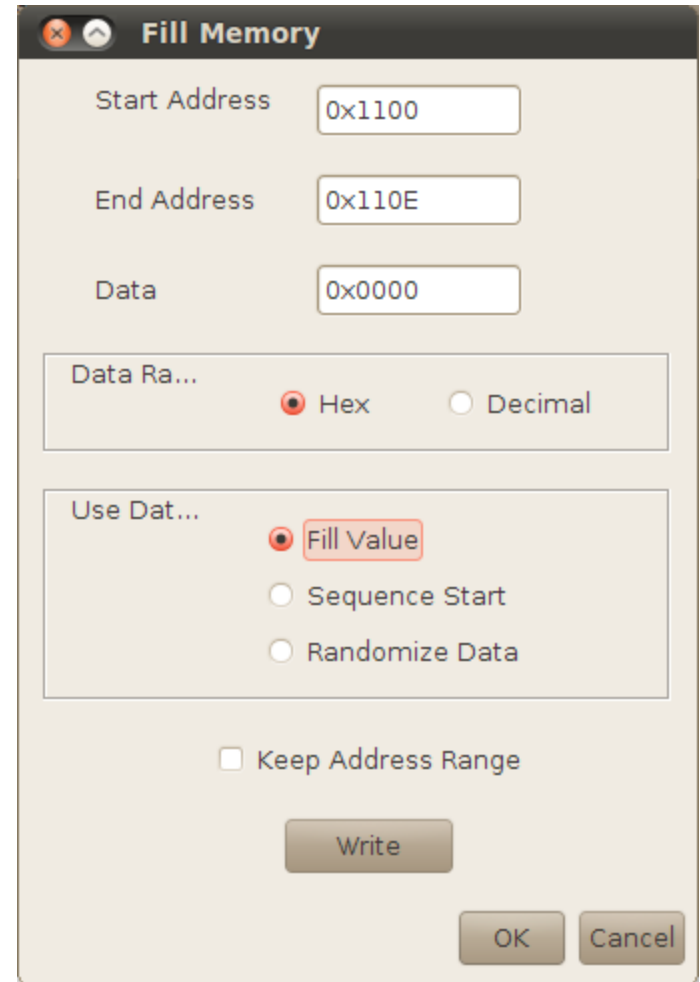 Fill Memory
Start Address 0x1100
End Address 0x110E
Data 0x0000
Data Ra...
Hex Decimal
Use Dat...
Fill Value
Sequence Start
Randomize Data
Keep Address Range
Write
OK Cancel